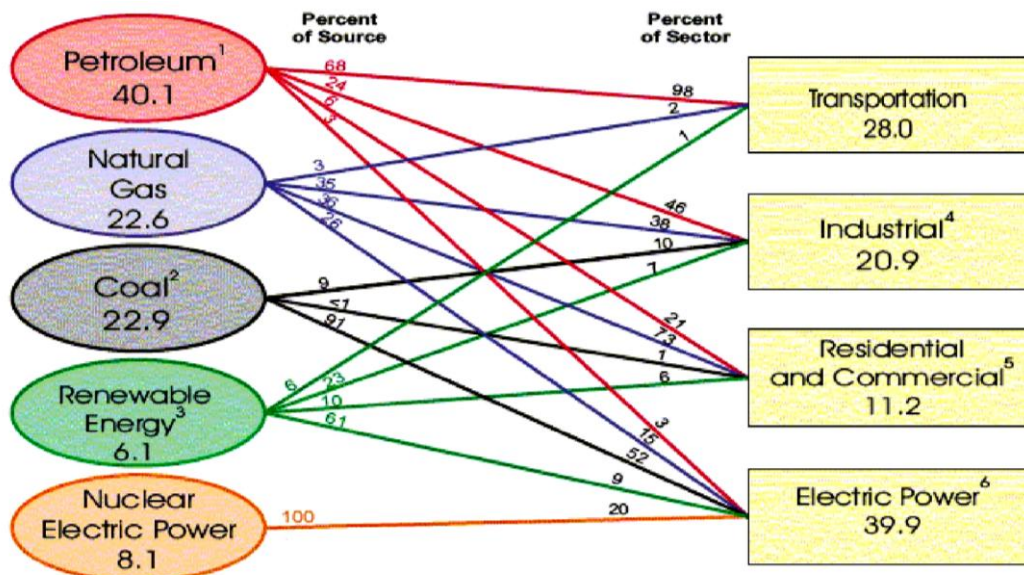 Percent
of Source
Percent
of Sector
Petroleum¹
40.1
68
24
6
3
98
2
1
Transportation
28.0
Natural
Gas
22.6
3
35
36
26
46
38
10
7
Industrial⁴
20.9
Coal²
22.9
9
<1
91
21
73
1
6
Residential
and Commercial⁵
11.2
Renewable
Energy³
6.1
6
23
10
61
3
15
52
9
20
Electric Power⁶
39.9
Nuclear
Electric Power
8.1
100